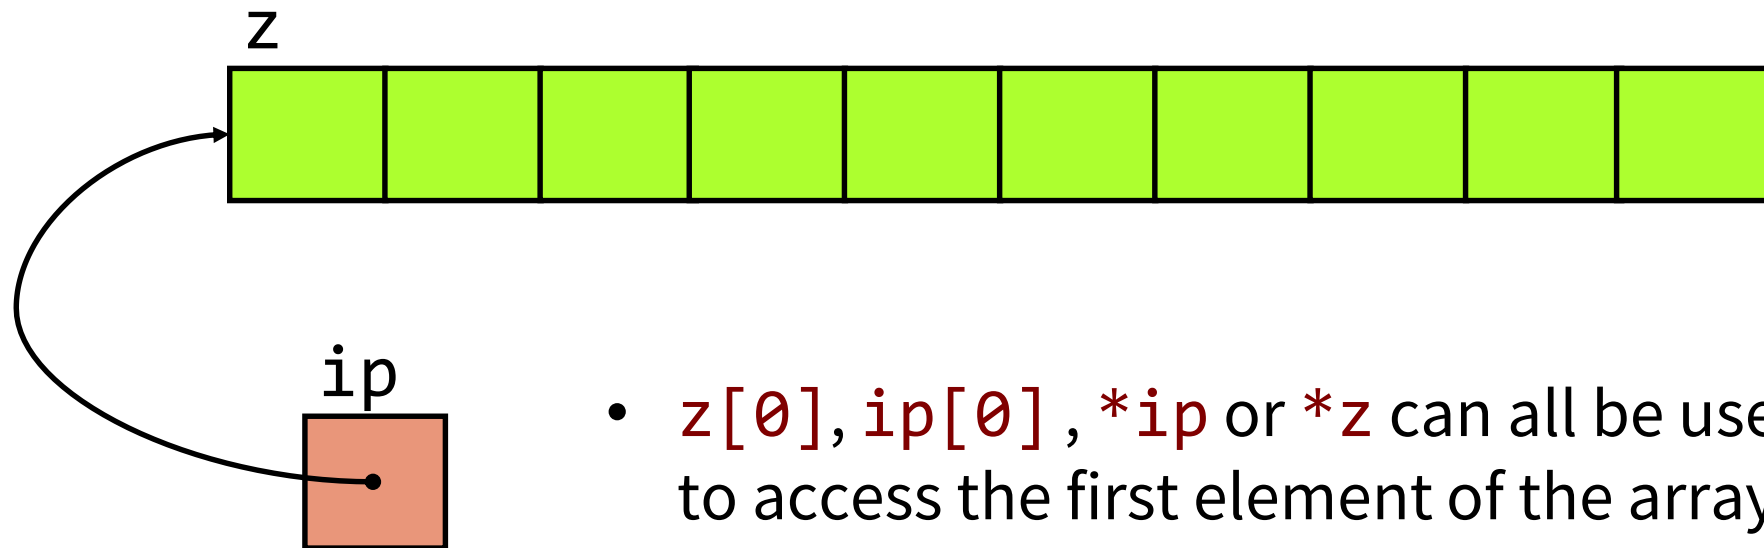 z
ip
• z[0], ip[0] , *ip or *z can all be use
to access the first element of the array